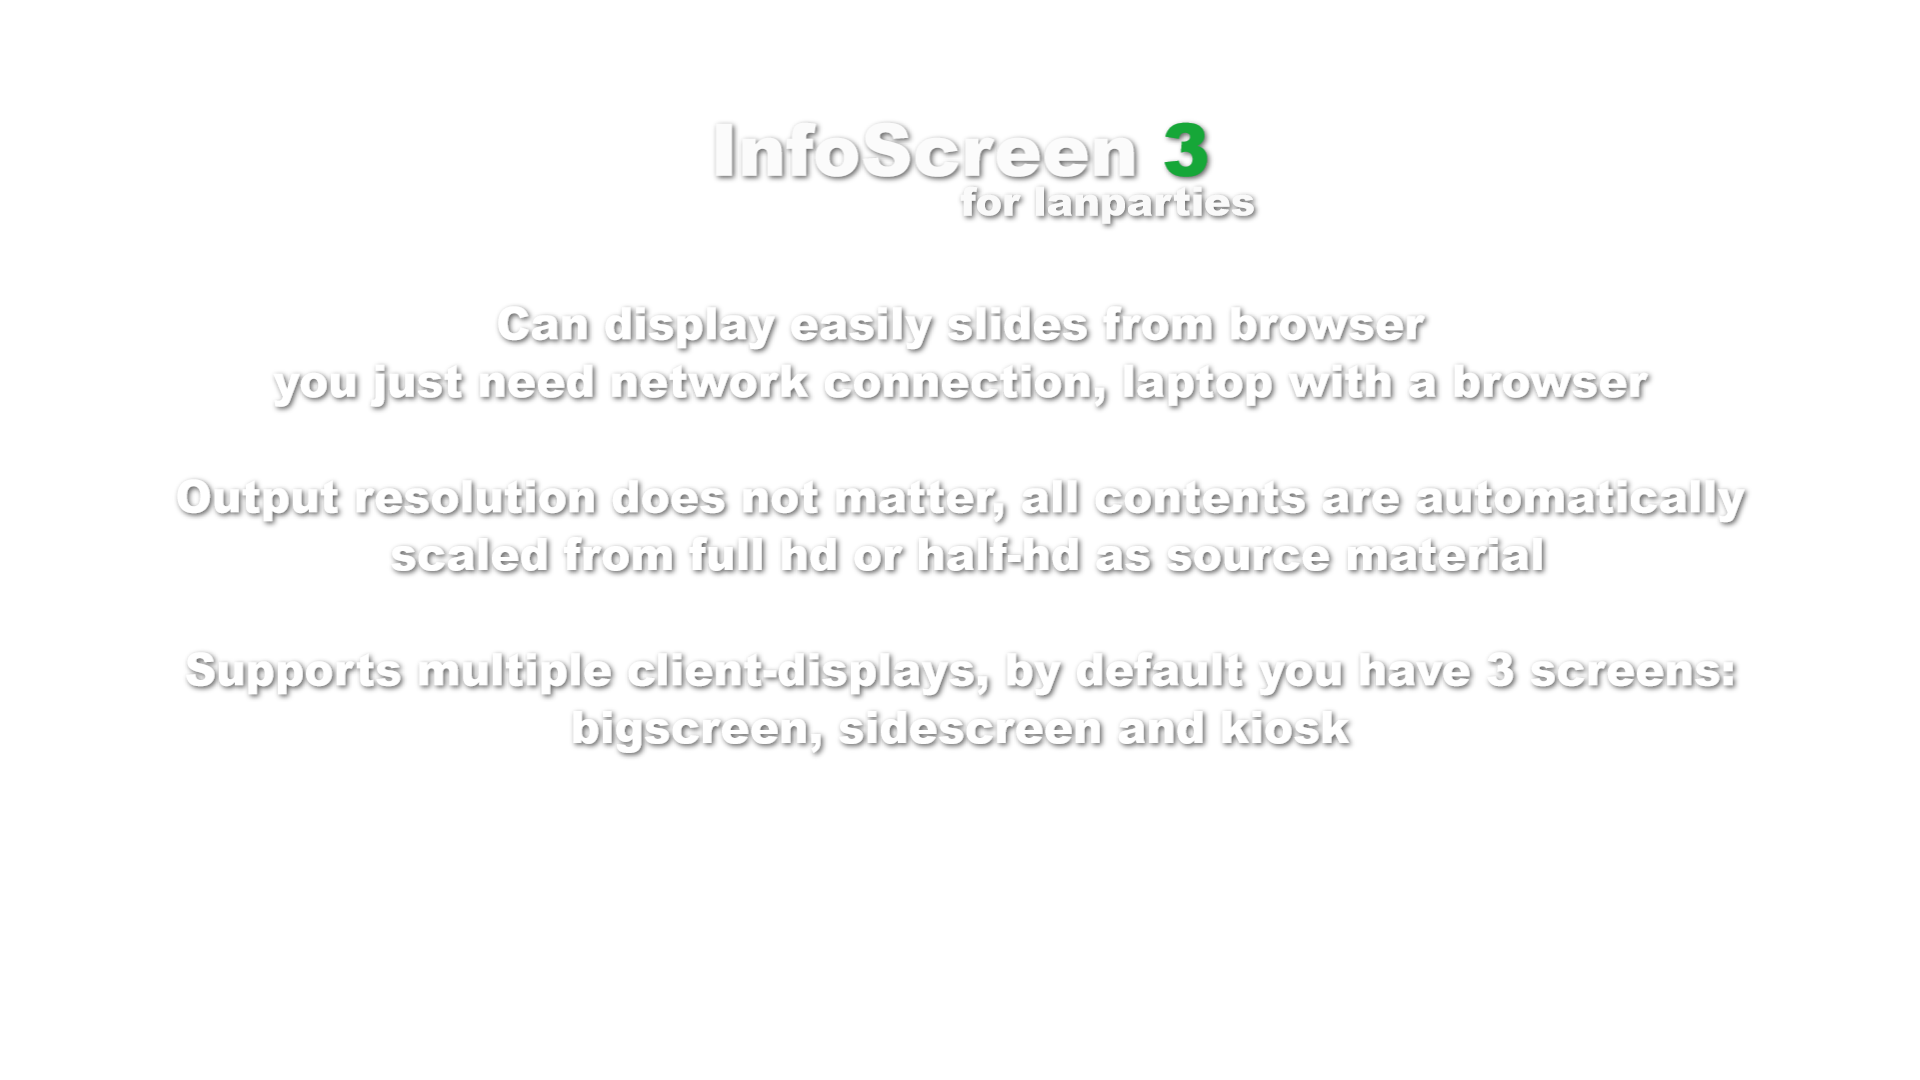 InfoScreen 3
for lanparties
Can display easily slides from browser
you just need network connection, laptop with a browser
Output resolution does not matter, all contents are automatically
scaled from full hd or half-hd as source material
Supports multiple client-displays, by default you have 3 screens:
bigscreen, sidescreen and kiosk